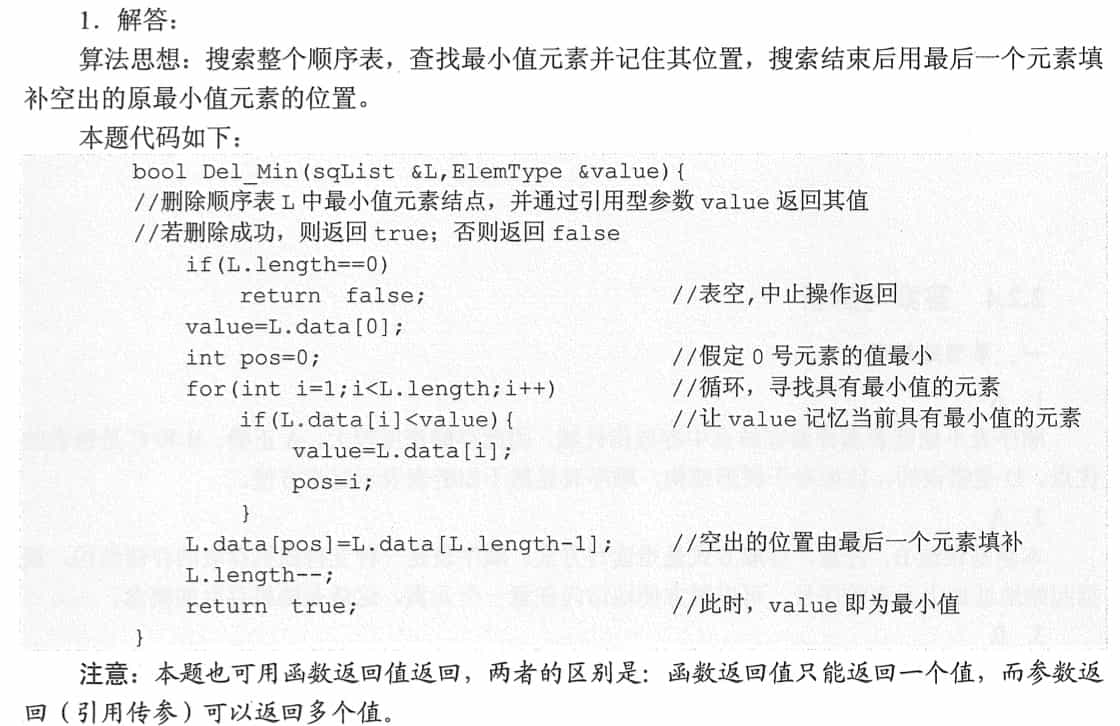 1. 解答：
算法思想：搜索整个顺序表，查找最小值元素并记住其位置，搜索结束后用最后一个元素填
补空出的原最小值元素的位置。
本题代码如下：
bool Del_Min(sqList &L,ElemType &value){
//删除顺序表 L 中最小值元素结点，并通过引用型参数 value 返回其值
//若删除成功，则返回 true；否则返回 false
if(L.length==0)
return false; //表空,中止操作返回
value=L.data[0];
int pos=0; //假定 0 号元素的值最小
for(int i=1;i<L.length;i++) //循环，寻找具有最小值的元素
if(L.data[i]<value){ //让 value 记忆当前具有最小值的元素
value=L.data[i];
pos=i;
}
L.data[pos]=L.data[L.length-1]; //空出的位置由最后一个元素填补
L.length--;
return true; //此时，value 即为最小值
}
注意：本题也可用函数返回值返回，两者的区别是：函数返回值只能返回一个值，而参数返
回（引用传参）可以返回多个值。